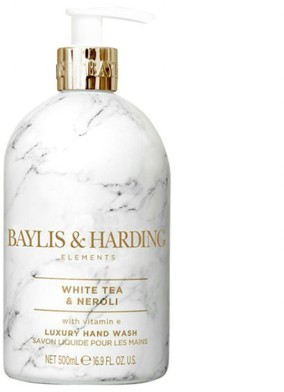 BAYLIS & HARDING
ELEMENTS
WHITE TEA
& NEROLI
with vitamin e
LUXURY HAND WASH
SAVON LIQUIDE POUR LES MAINS
NET 500mL℮ 16.9 FL. OZ. U.S.